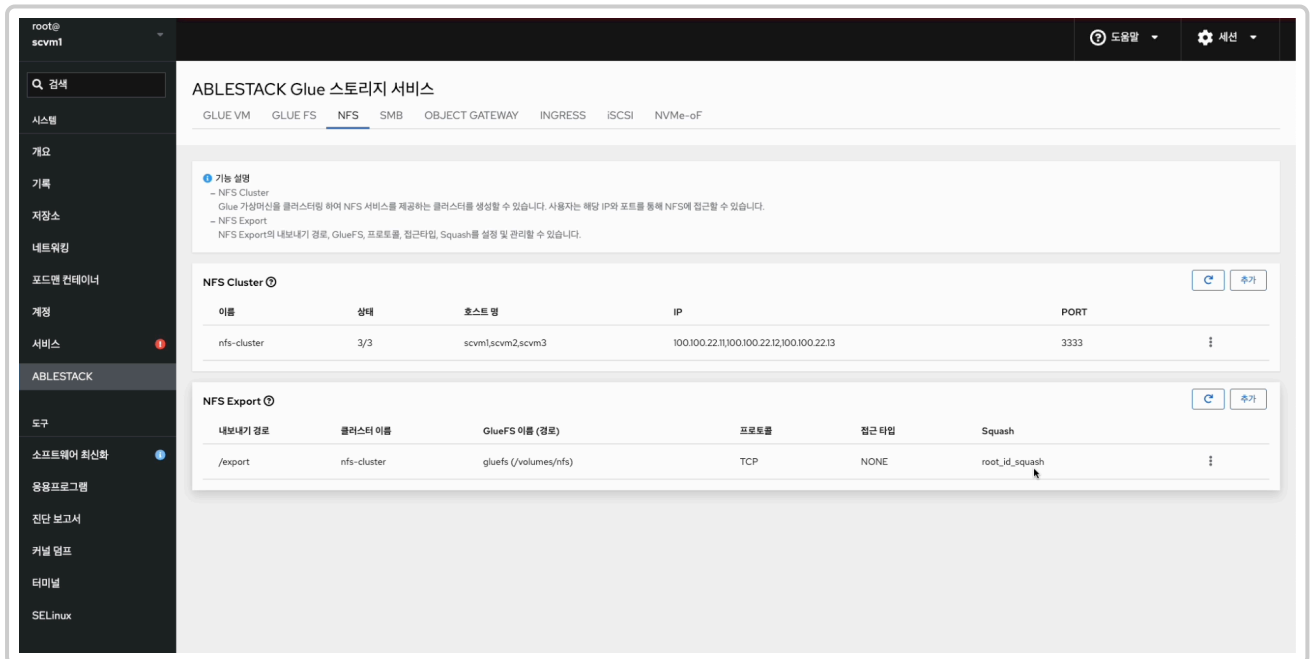 root@
scvm1
도움말
세션
검색
시스템
개요
기록
저장소
네트워킹
포드맨 컨테이너
계정
서비스
ABLESTACK
도구
소프트웨어 최신화
응용프로그램
진단 보고서
커널 덤프
터미널
SELinux
ABLESTACK Glue 스토리지 서비스
GLUE VM GLUE FS NFS SMB OBJECT GATEWAY INGRESS iSCSI NVMe-oF
기능 설명
– NFS Cluster
Glue 가상머신을 클러스터링 하여 NFS 서비스를 제공하는 클러스터를 생성할 수 있습니다. 사용자는 해당 IP와 포트를 통해 NFS에 접근할 수 있습니다.
– NFS Export
NFS Export의 내보내기 경로, GlueFS, 프로토콜, 접근타입, Squash를 설정 및 관리할 수 있습니다.
NFS Cluster
추가
이름 상태 호스트 명 IP PORT
nfs-cluster 3/3 scvm1,scvm2,scvm3 100.100.22.11,100.100.22.12,100.100.22.13 3333
NFS Export
추가
내보내기 경로 클러스터 이름 GlueFS 이름 (경로) 프로토콜 접근 타입 Squash
/export nfs-cluster gluefs (/volumes/nfs) TCP NONE root_id_squash